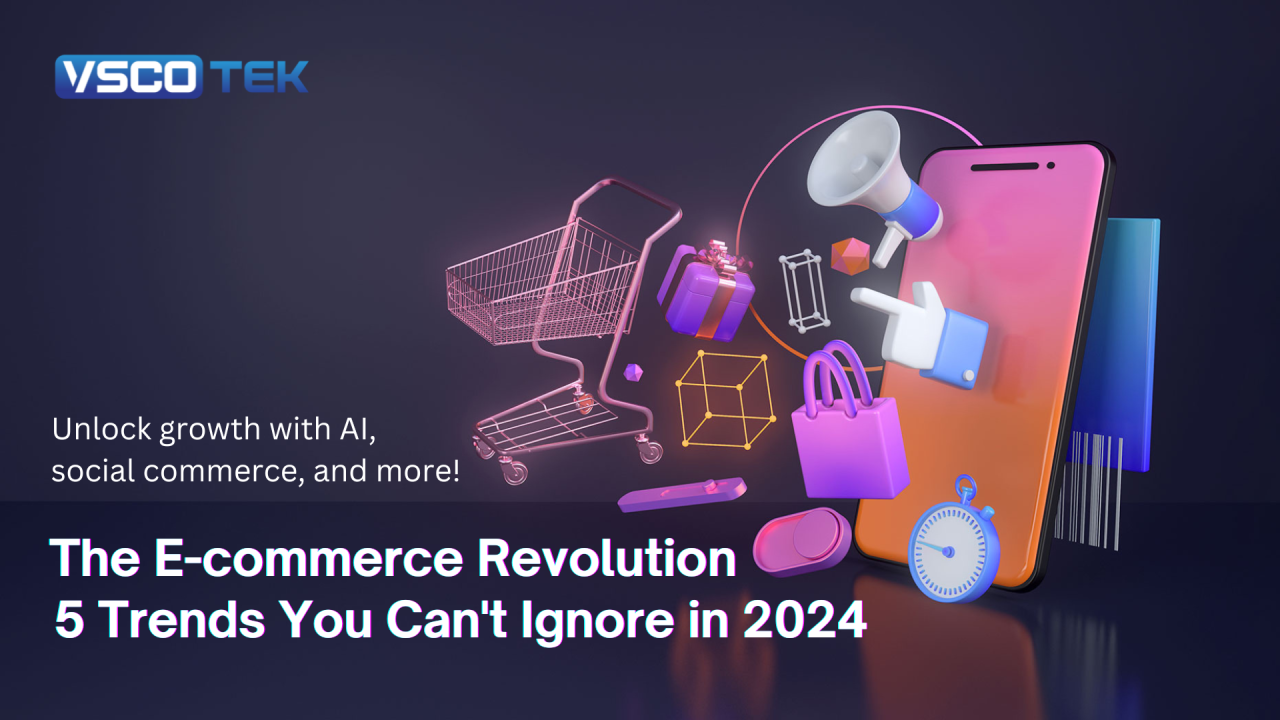 VSCO TEK
Unlock growth with AI,
social commerce, and more!
The E-commerce Revolution
5 Trends You Can't Ignore in 2024